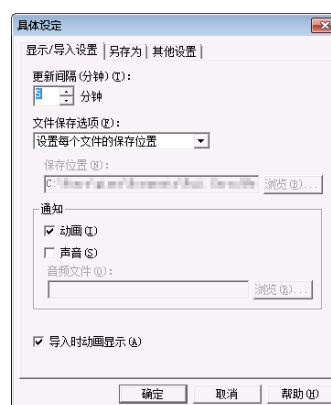 具体设定
显示/导入设置 另存为 其他设置
更新间隔(分钟)(T):
5 分钟
文件保存选项(F):
设置每个文件的保存位置
保存位置(N):
C: 浏览(B)...
通知
动画(I)
声音(S)
音频文件(O):
浏览(R)...
导入时动画显示(A)
确定 取消 帮助(H)